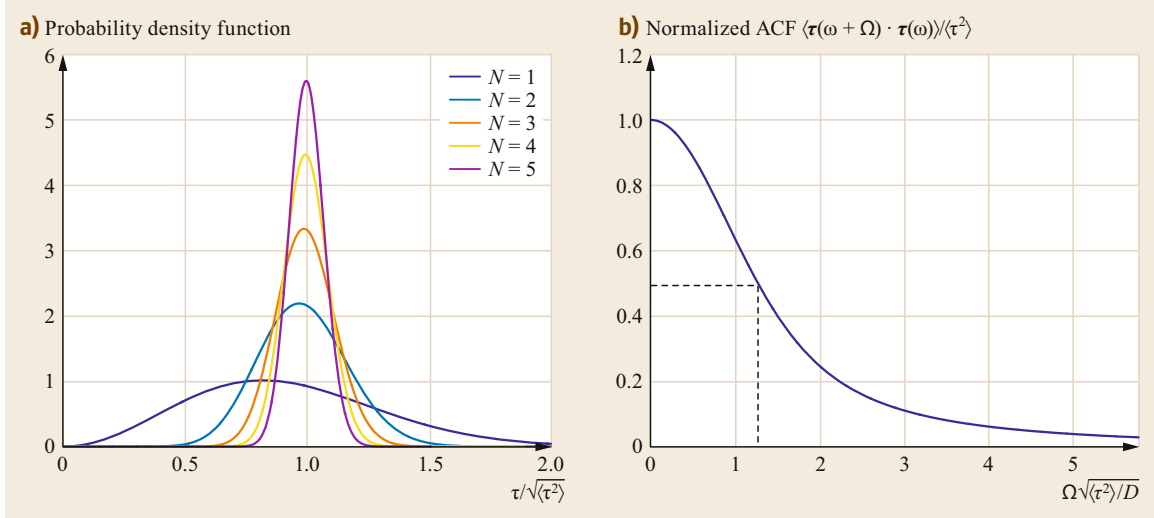 a) Probability density function
6
5
4
3
2
1
0
0 0.5 1.0 1.5 2.0
τ/√⟨τ²⟩
N = 1
N = 2
N = 3
N = 4
N = 5
b) Normalized ACF ⟨τ(ω + Ω) · τ(ω)⟩/⟨τ²⟩
1.2
1.0
0.8
0.6
0.4
0.2
0
0 1 2 3 4 5
Ω√⟨τ²⟩/D